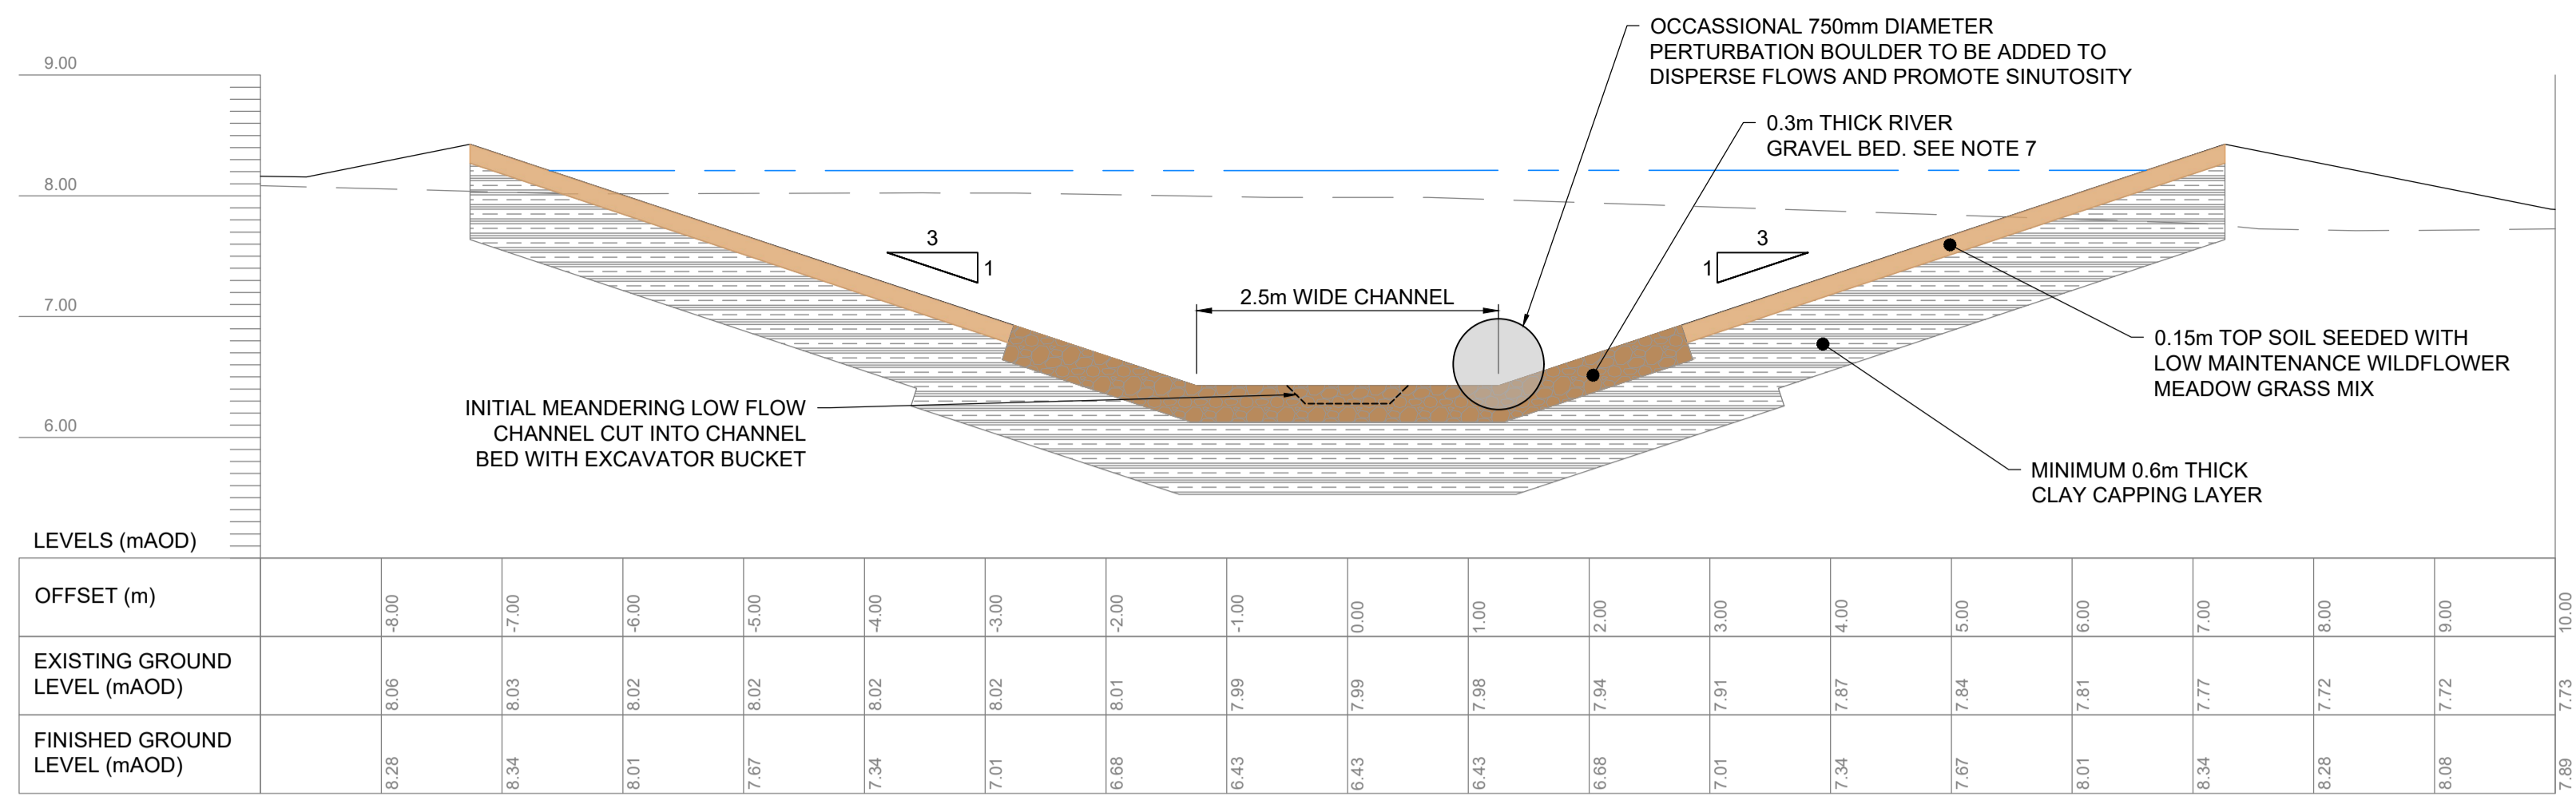 OCCASSIONAL 750mm DIAMETER
PERTURBATION BOULDER TO BE ADDED TO
DISPERSE FLOWS AND PROMOTE SINUTOSITY
9.00
0.3m THICK RIVER
GRAVEL BED. SEE NOTE 7
8.00
3
1
3
1
2.5m WIDE CHANNEL
7.00
0.15m TOP SOIL SEEDED WITH
LOW MAINTENANCE WILDFLOWER
MEADOW GRASS MIX
INITIAL MEANDERING LOW FLOW
CHANNEL CUT INTO CHANNEL
BED WITH EXCAVATOR BUCKET
6.00
MINIMUM 0.6m THICK
CLAY CAPPING LAYER
LEVELS (mAOD)
OFFSET (m)
-8.00 -7.00 -6.00 -5.00 -4.00 -3.00 -2.00 -1.00 0.00 1.00 2.00 3.00 4.00 5.00 6.00 7.00 8.00 9.00 10.00
EXISTING GROUND
LEVEL (mAOD)
8.06 8.03 8.02 8.02 8.02 8.02 8.01 7.99 7.99 7.98 7.94 7.91 7.87 7.84 7.81 7.77 7.72 7.72 7.73
FINISHED GROUND
LEVEL (mAOD)
8.28 8.34 8.01 7.67 7.34 7.01 6.68 6.43 6.43 6.43 6.68 7.01 7.34 7.67 8.01 8.34 8.28 8.08 7.89